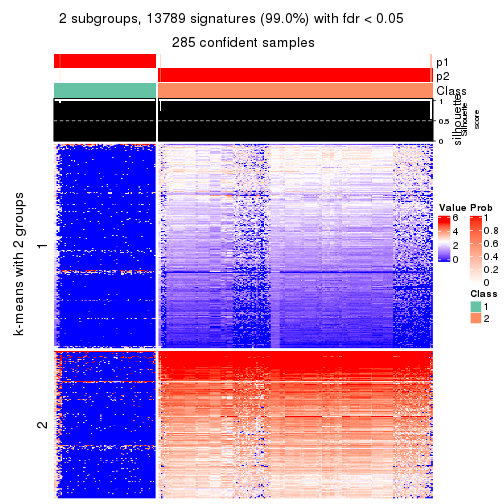 2 subgroups, 13789 signatures (99.0%) with fdr < 0.05
285 confident samples
p1
p2
Class
1
0.5
0
silhouette
Silhouette
score
k-means with 2 groups
1
2
Value
6
4
2
0
Prob
1
0.8
0.6
0.4
0.2
0
Class
1
2